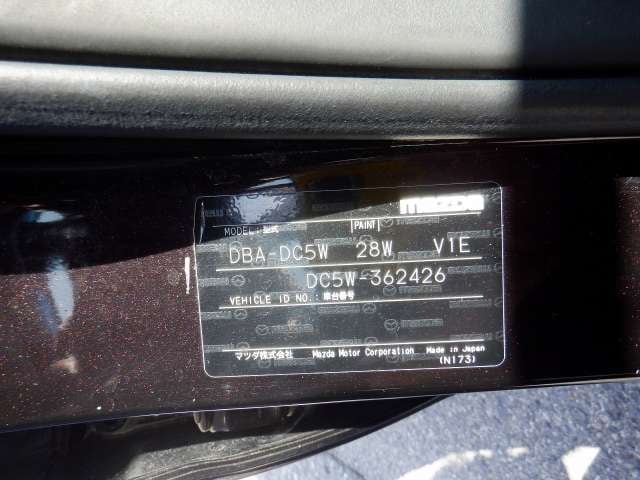 mazda
MODEL:型式 PAINT
DBA-DC5W 28W V1E
DC5W-362426
VEHICLE ID NO.:車台番号
マツダ株式会社 Mazda Motor Corporation Made in Japan
(N173)